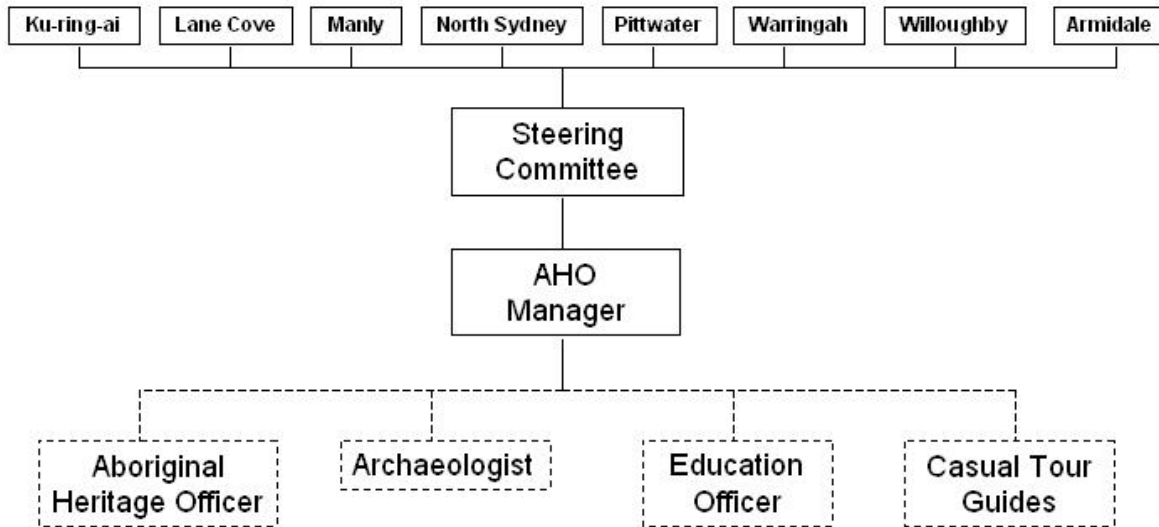 Ku-ring-ai Lane Cove Manly North Sydney Pittwater Warringah Willoughby Armidale
Steering
Committee
AHO
Manager
Aboriginal
Heritage Officer
Archaeologist
Education
Officer
Casual Tour
Guides